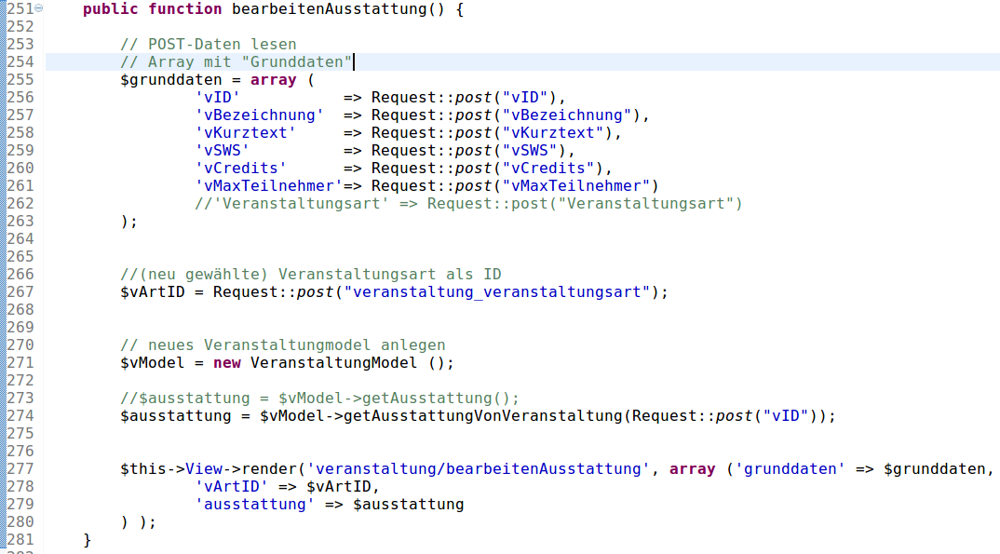 251 public function bearbeitenAusstattung() {
252
253 // POST-Daten lesen
254 // Array mit "Grunddaten"
255 $grunddaten = array (
256 'vID' => Request::post("vID"),
257 'vBezeichnung' => Request::post("vBezeichnung"),
258 'vKurztext' => Request::post("vKurztext"),
259 'vSWS' => Request::post("vSWS"),
260 'vCredits' => Request::post("vCredits"),
261 'vMaxTeilnehmer'=> Request::post("vMaxTeilnehmer")
262 //'Veranstaltungsart' => Request::post("Veranstaltungsart")
263 );
264
265
266 //(neu gewählte) Veranstaltungsart als ID
267 $vArtID = Request::post("veranstaltung_veranstaltungsart");
268
269
270 // neues Veranstaltungmodel anlegen
271 $vModel = new VeranstaltungModel ();
272
273 //$ausstattung = $vModel->getAusstattung();
274 $ausstattung = $vModel->getAusstattungVonVeranstaltung(Request::post("vID"));
275
276
277 $this->View->render('veranstaltung/bearbeitenAusstattung', array ('grunddaten' => $grunddaten,
278 'vArtID' => $vArtID,
279 'ausstattung' => $ausstattung
280 ) );
281 }